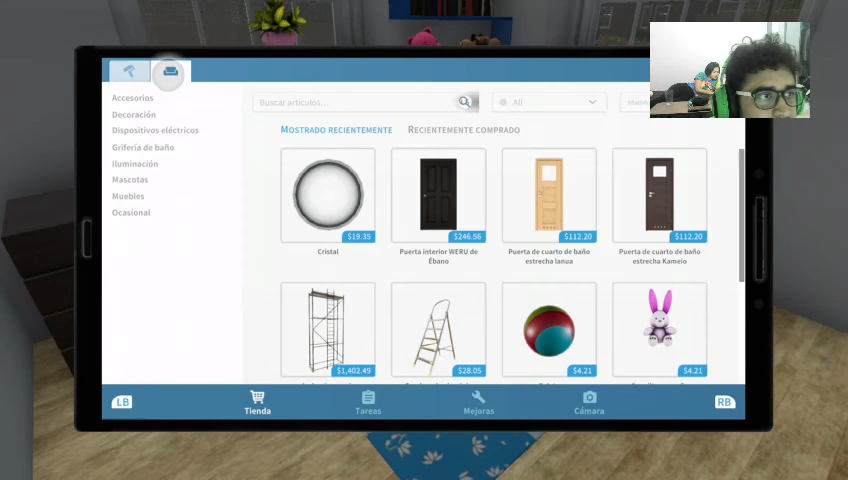 Accesorios
Decoración
Dispositivos eléctricos
Grifería de baño
Iluminación
Mascotas
Muebles
Ocasional
Buscar artículos...
All
MOSTRADO RECIENTEMENTE
RECIENTEMENTE COMPRADO
$19.35
$246.56
$112.20
$112.20
Cristal
Puerta interior WERU de
Ébano
Puerta de cuarto de baño
estrecha Ianua
Puerta de cuarto de baño
estrecha Kameio
$1,402.49
$28.05
$4.21
$4.21
LB
Tienda
Tareas
Mejoras
Cámara
RB